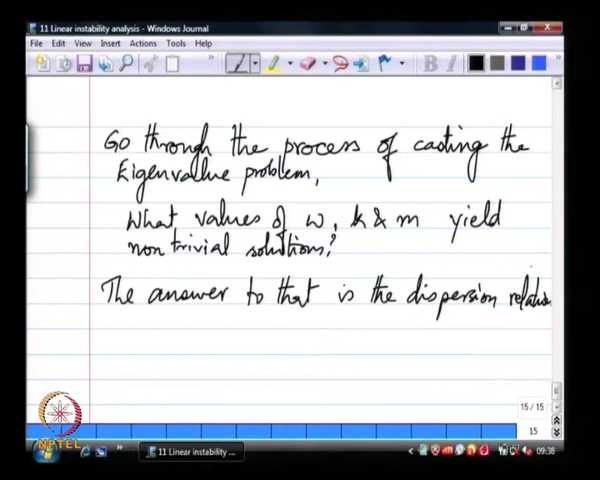 11 Linear instability analysis - Windows Journal
File Edit View Insert Actions Tools Help
Go through the process of casting the
Eigenvalue problem,
What values of w, k & m yield
non trivial solutions?
The answer to that is the dispersion relation
15 / 15
15
NPTEL
11 Linear instability ...
09:38